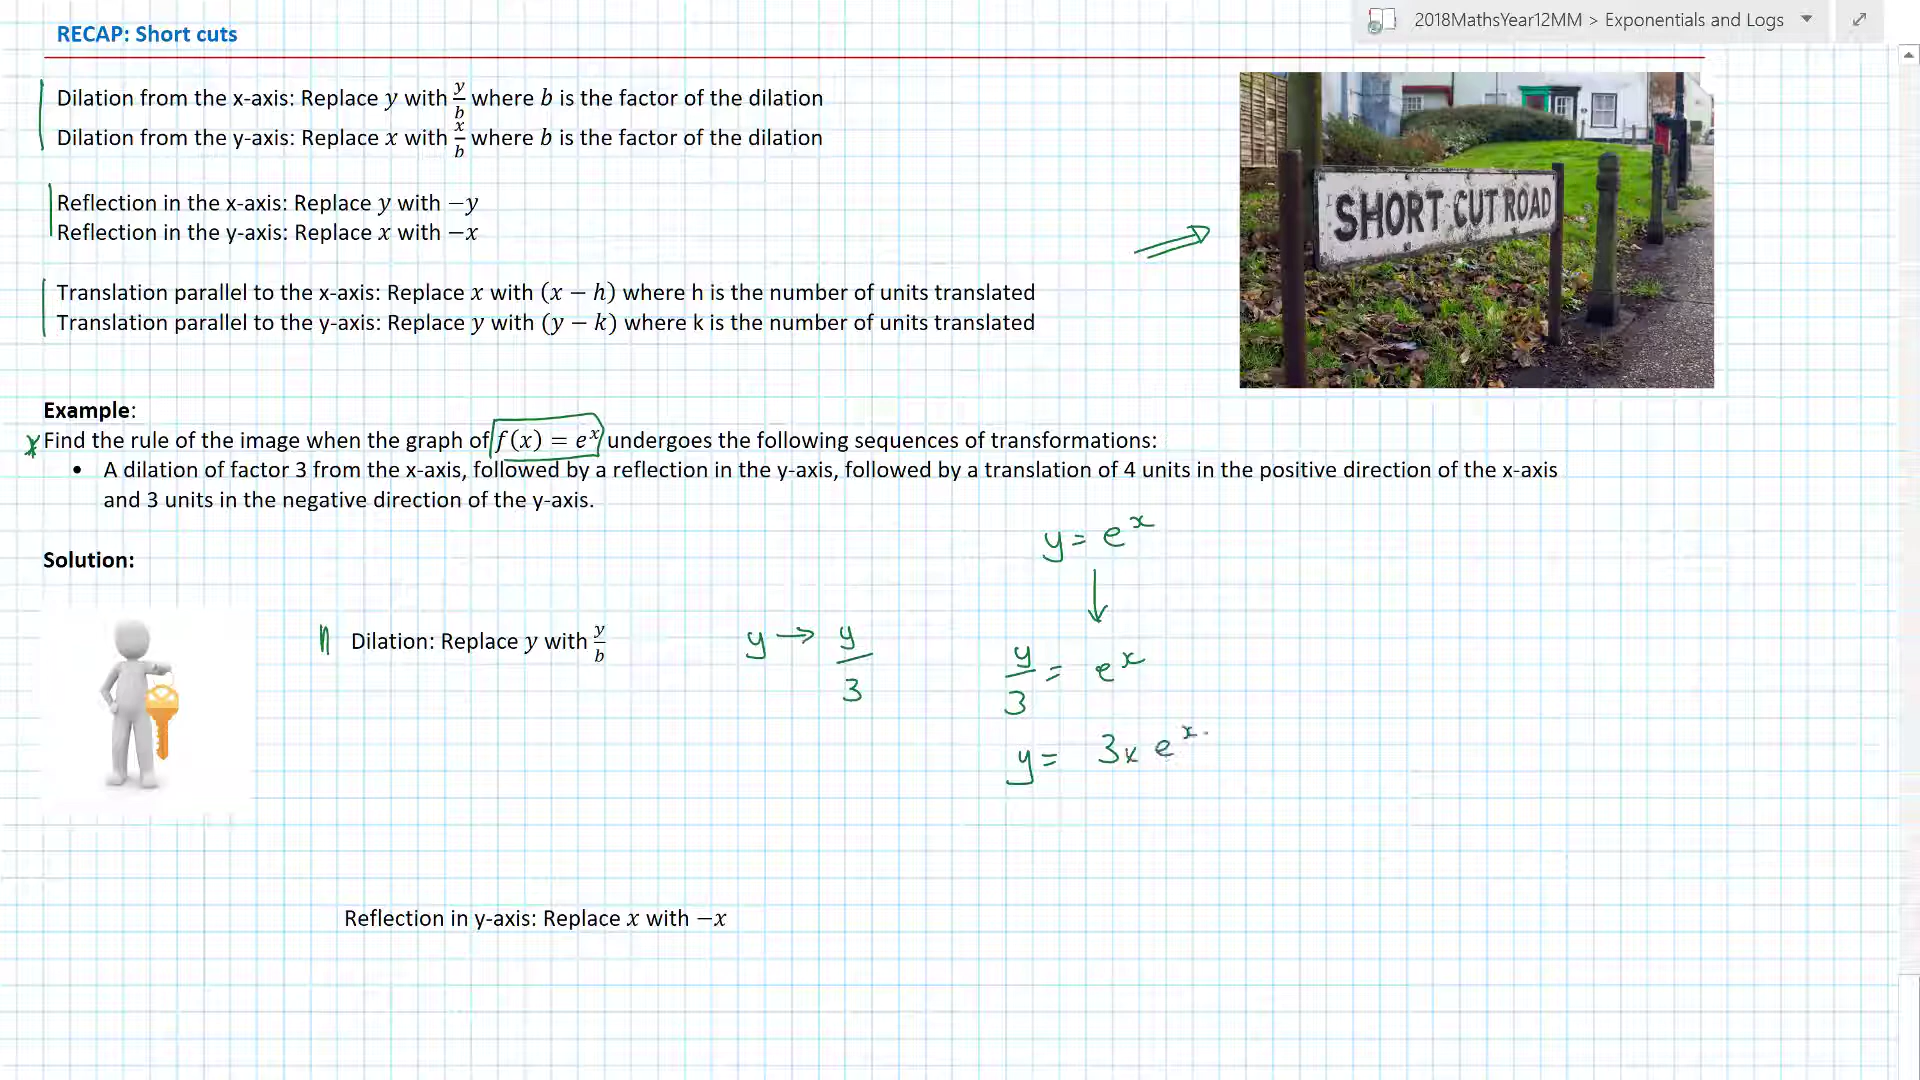 RECAP: Short cuts
2018MathsYear12MM > Exponentials and Logs
Dilation from the x-axis: Replace y with y/b where b is the factor of the dilation
Dilation from the y-axis: Replace x with x/b where b is the factor of the dilation
Reflection in the x-axis: Replace y with −y
Reflection in the y-axis: Replace x with −x
SHORT CUT ROAD
Translation parallel to the x-axis: Replace x with (x − h) where h is the number of units translated
Translation parallel to the y-axis: Replace y with (y − k) where k is the number of units translated
Example:
Find the rule of the image when the graph of f(x) = e^x undergoes the following sequences of transformations:
• A dilation of factor 3 from the x-axis, followed by a reflection in the y-axis, followed by a translation of 4 units in the positive direction of the x-axis
and 3 units in the negative direction of the y-axis.
y = e^x
Solution:
Dilation: Replace y with y/b
y → y/3
y/3 = e^x
y = 3 x e^x
Reflection in y-axis: Replace x with −x